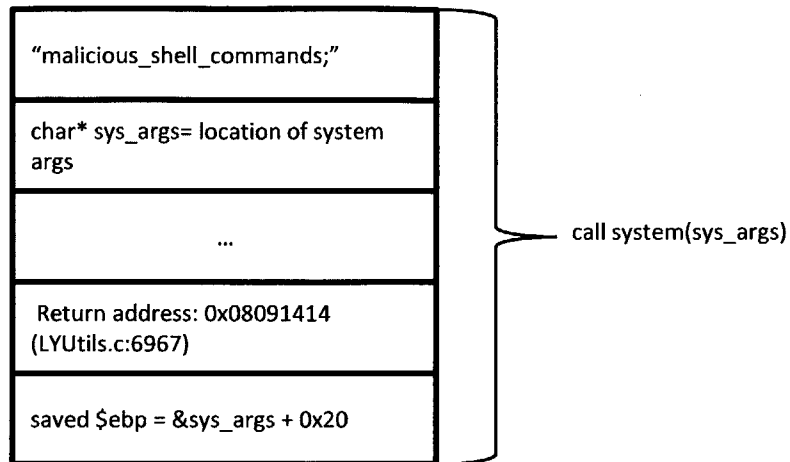 “malicious_shell_commands;”
char* sys_args= location of system
args
...
call system(sys_args)
Return address: 0x08091414
(LYUtils.c:6967)
saved $ebp = &sys_args + 0x20